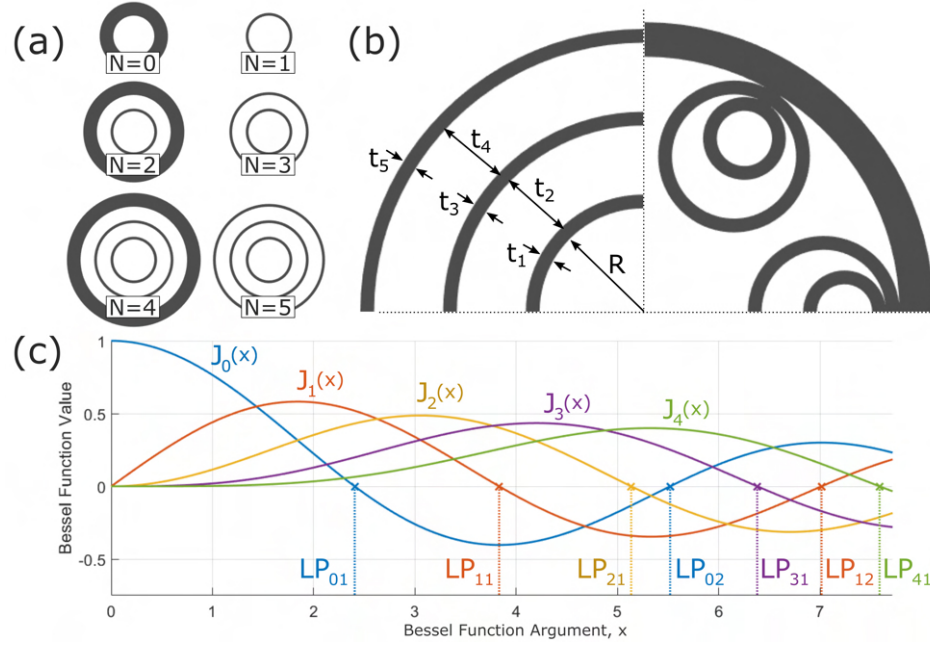 (a)
N=0
N=1
N=2
N=3
N=4
N=5
(b)
t₅
t₄
t₃
t₂
t₁
R
(c)
Bessel Function Value
1
0.5
0
-0.5
J₀(x)
J₁(x)
J₂(x)
J₃(x)
J₄(x)
LP₀₁
LP₁₁
LP₂₁
LP₀₂
LP₃₁
LP₁₂
LP₄₁
0
1
2
3
4
5
6
7
Bessel Function Argument, x